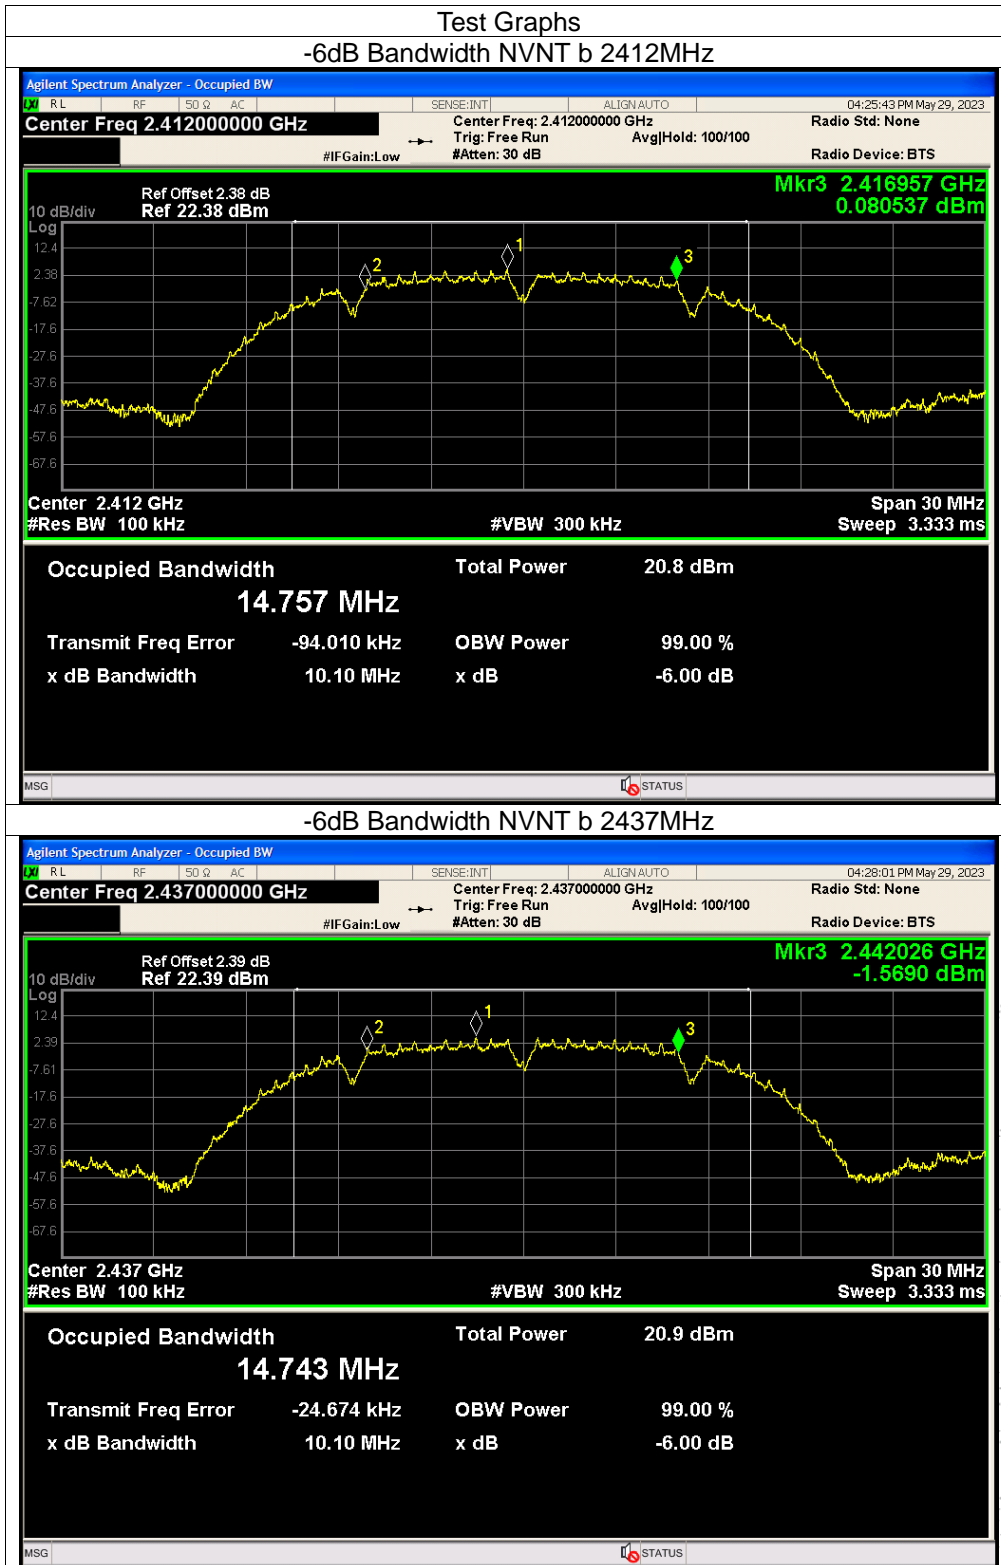 Test Graphs
-6dB Bandwidth NVNT b 2412MHz
Agilent Spectrum Analyzer - Occupied BW
LXI RL RF 50 Ω AC SENSE:INT ALIGN AUTO 04:25:43 PM May 29, 2023
Center Freq 2.412000000 GHz Center Freq: 2.412000000 GHz Radio Std: None
Trig: Free Run Avg|Hold: 100/100
#IFGain:Low #Atten: 30 dB Radio Device: BTS
Mkr3 2.416957 GHz
0.080537 dBm
Ref Offset 2.38 dB
10 dB/div Ref 22.38 dBm
Log
12.4
2.38
-7.62
-17.6
-27.6
-37.6
-47.6
-57.6
-67.6
2
1
3
Center 2.412 GHz Span 30 MHz
#Res BW 100 kHz #VBW 300 kHz Sweep 3.333 ms
Occupied Bandwidth Total Power 20.8 dBm
14.757 MHz
Transmit Freq Error -94.010 kHz OBW Power 99.00 %
x dB Bandwidth 10.10 MHz x dB -6.00 dB
MSG STATUS
-6dB Bandwidth NVNT b 2437MHz
Agilent Spectrum Analyzer - Occupied BW
LXI RL RF 50 Ω AC SENSE:INT ALIGN AUTO 04:28:01 PM May 29, 2023
Center Freq 2.437000000 GHz Center Freq: 2.437000000 GHz Radio Std: None
Trig: Free Run Avg|Hold: 100/100
#IFGain:Low #Atten: 30 dB Radio Device: BTS
Mkr3 2.442026 GHz
-1.5690 dBm
Ref Offset 2.39 dB
10 dB/div Ref 22.39 dBm
Log
12.4
2.39
-7.61
-17.6
-27.6
-37.6
-47.6
-57.6
-67.6
2
1
3
Center 2.437 GHz Span 30 MHz
#Res BW 100 kHz #VBW 300 kHz Sweep 3.333 ms
Occupied Bandwidth Total Power 20.9 dBm
14.743 MHz
Transmit Freq Error -24.674 kHz OBW Power 99.00 %
x dB Bandwidth 10.10 MHz x dB -6.00 dB
MSG STATUS